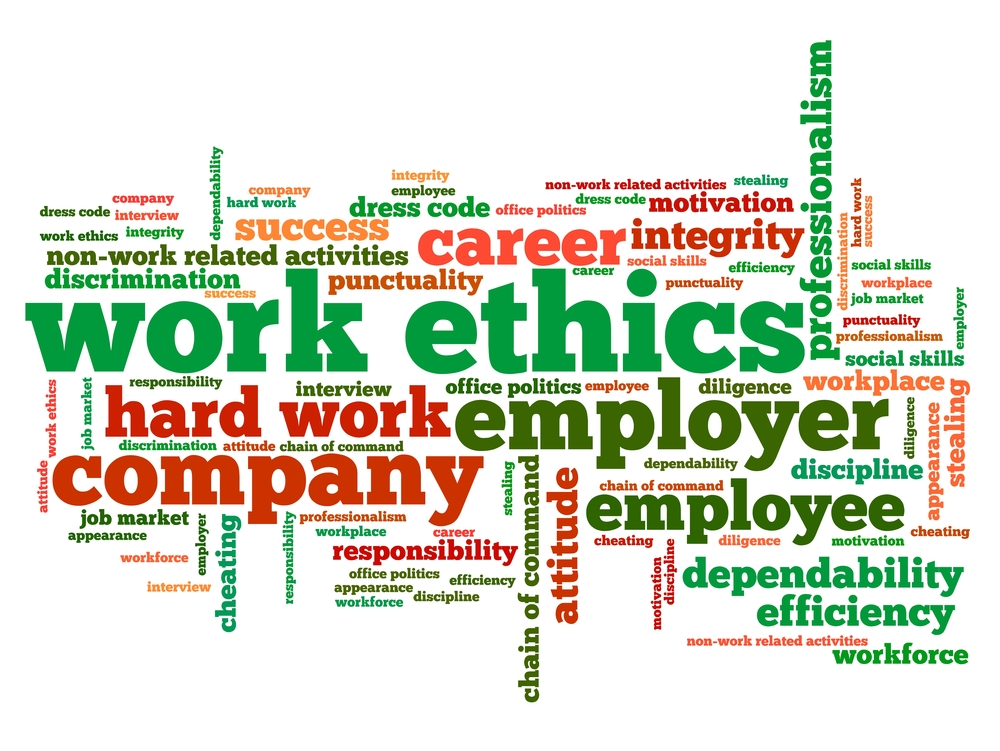 professionalism
dependability
integrity
employee
company
hard work
company
interview
dress code
work ethics
integrity
success
dress code
office politics
non-work related activities
stealing
dress code
motivation
hard work
success
discrimination
non-work related activities
career
integrity
social skills
career
efficiency
punctuality
discrimination
success
punctuality
social skills
workplace
job market
employer
punctuality
professionalism
social skills
work ethics
work ethics
job market
responsibility
interview
office politics
employee
diligence
workplace
hard work
employer
diligence
appearance
stealing
discrimination
attitude
chain of command
company
attitude
stealing
chain of command
attitude
dependability
discipline
chain of command
employee
job market
appearance
employer
cheating
responsibility
professionalism
workplace
career
responsibility
cheating
diligence
motivation
cheating
workforce
interview
office politics
appearance
efficiency
discipline
workforce
motivation
discipline
dependability
efficiency
non-work related activities
workforce